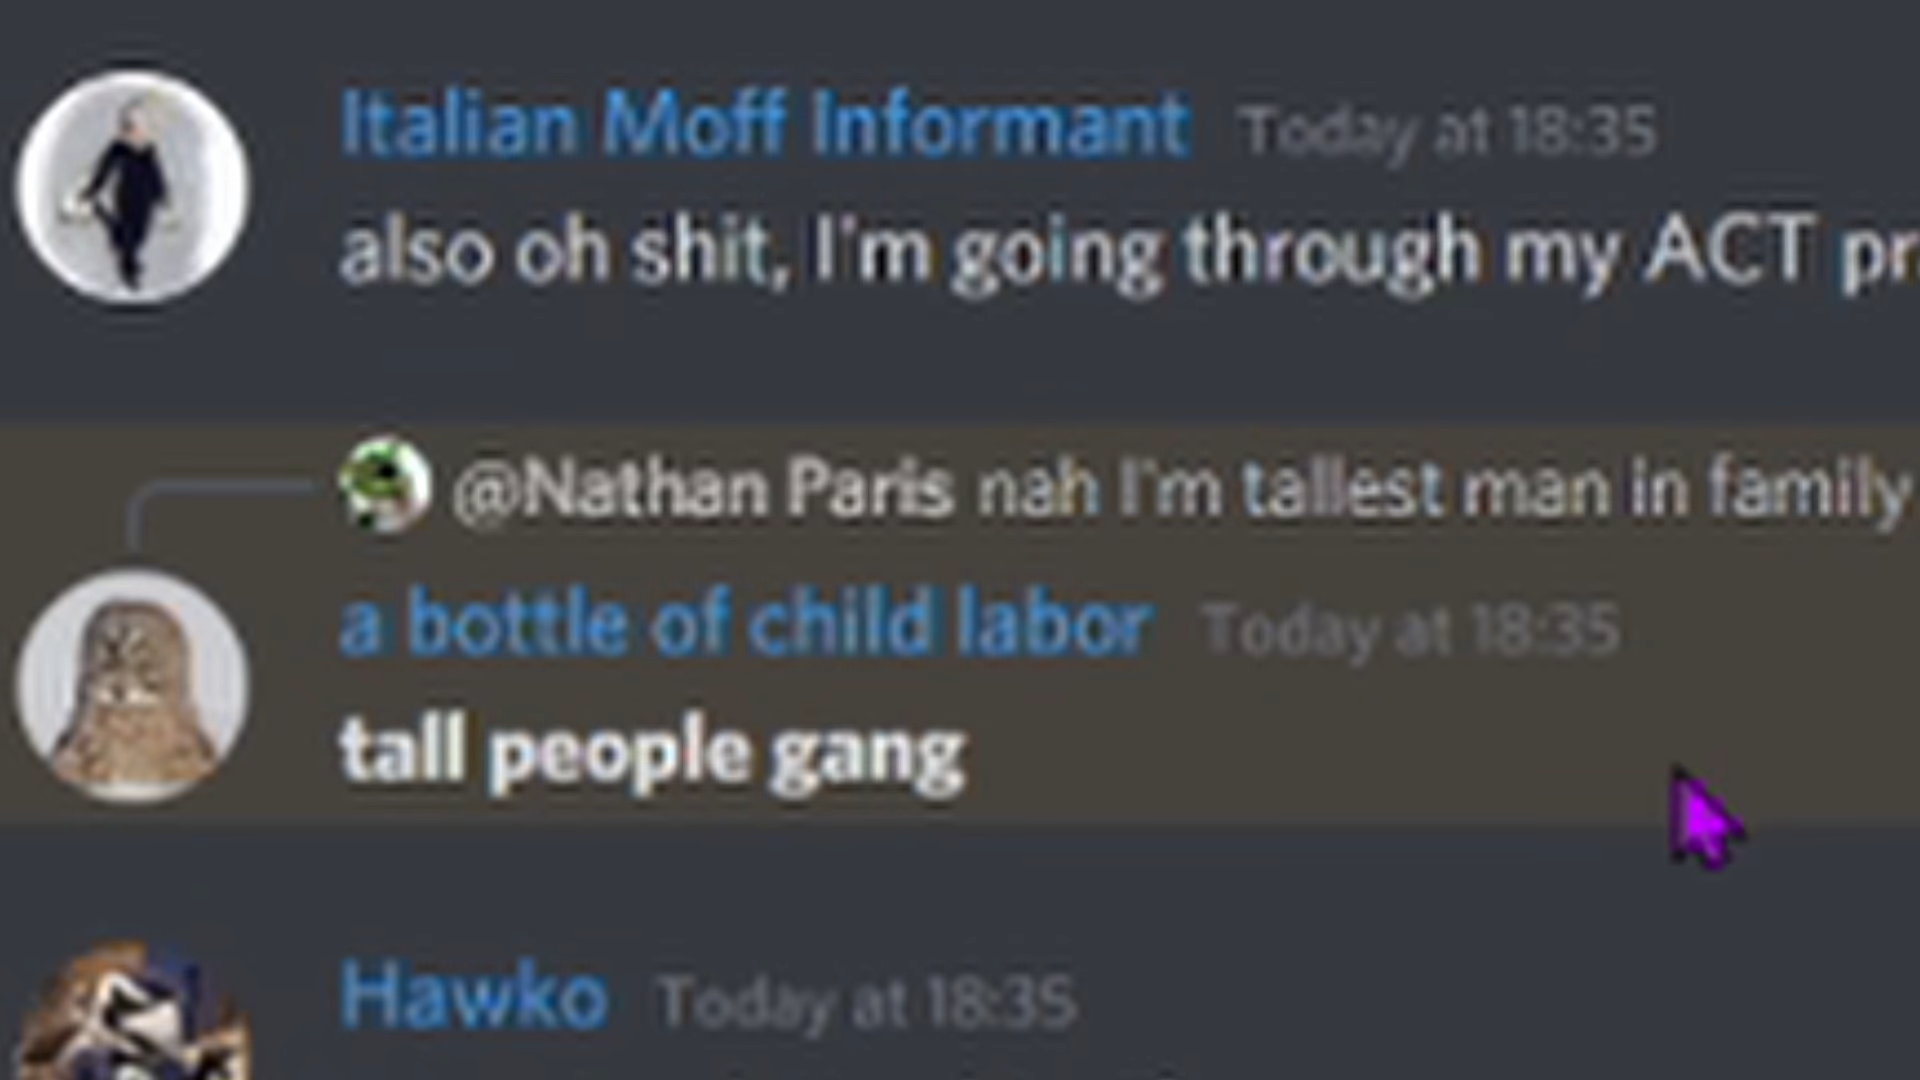 Italian Moff Informant Today at 18:35
also oh shit, I'm going through my ACT
@Nathan Paris nah I'm tallest man in family
a bottle of child labor Today at 18:35
tall people gang
Hawko Today at 18:35